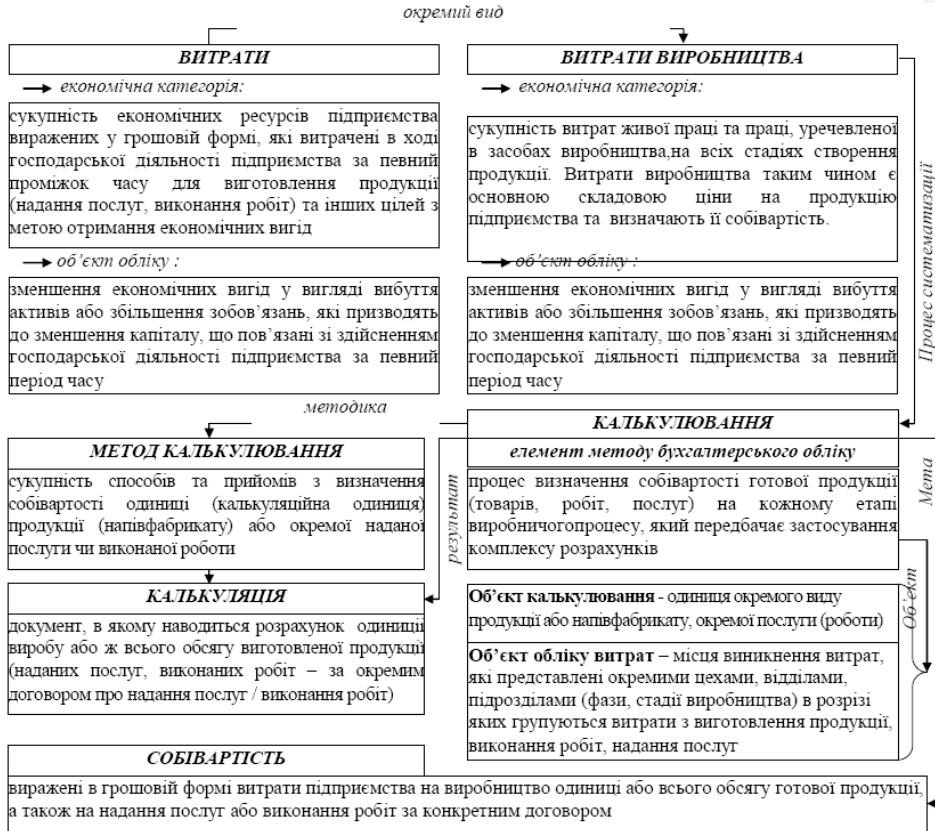 окремий вид
ВИТРАТИ
економічна категорія:
сукупність економічних ресурсів підприємства
виражених у грошовій формі, які витрачені в ході
господарської діяльності підприємства за певний
проміжок часу для виготовлення продукції
(надання послуг, виконання робіт) та інших цілей з
метою отримання економічних вигід
об’єкт обліку :
зменшення економічних вигід у вигляді вибуття
активів або збільшення зобов’язань, які призводять
до зменшення капіталу, що пов’язані зі здійсненням
господарської діяльності підприємства за певний
період часу
ВИТРАТИ ВИРОБНИЦТВА
економічна категорія:
сукупність витрат живої праці та праці, уречевленої
в засобах виробництва,на всіх стадіях створення
продукції. Витрати виробництва таким чином є
основною складовою ціни на продукцію
підприємства та визначають її собівартість.
об’єкт обліку :
зменшення економічних вигід у вигляді вибуття
активів або збільшення зобов’язань, які призводять
до зменшення капіталу, що пов’язані зі здійсненням
господарської діяльності підприємства за певний
період часу
Процес систематизації
методика
МЕТОД КАЛЬКУЛЮВАННЯ
сукупність способів та прийомів з визначення
собівартості одиниці (калькуляційна одиниця)
продукції (напівфабрикату) або окремої наданої
послуги чи виконаної роботи
КАЛЬКУЛЯЦІЯ
документ, в якому наводиться розрахунок одиниці
виробу або ж всього обсягу виготовленої продукції
(наданих послуг, виконаних робіт – за окремим
договором про надання послуг / виконання робіт)
результат
КАЛЬКУЛЮВАННЯ
елемент методу бухгалтерського обліку
процес визначення собівартості готової продукції
(товарів, робіт, послуг) на кожному етапі
виробничогопроцесу, який передбачає застосування
комплексу розрахунків
Мета
Об’єкт
Об’єкт калькулювання - одиниця окремого виду
продукції або напівфабрикату, окремої послуги (роботи)
Об’єкт обліку витрат – місця виникнення витрат,
які представлені окремими цехами, відділами,
підрозділами (фази, стадії виробництва) в розрізі
яких групуються витрати з виготовлення продукції,
виконання робіт, надання послуг
СОБІВАРТІСТЬ
виражені в грошовій формі витрати підприємства на виробництво одиниці або всього обсягу готової продукції,
а також на надання послуг або виконання робіт за конкретним договором